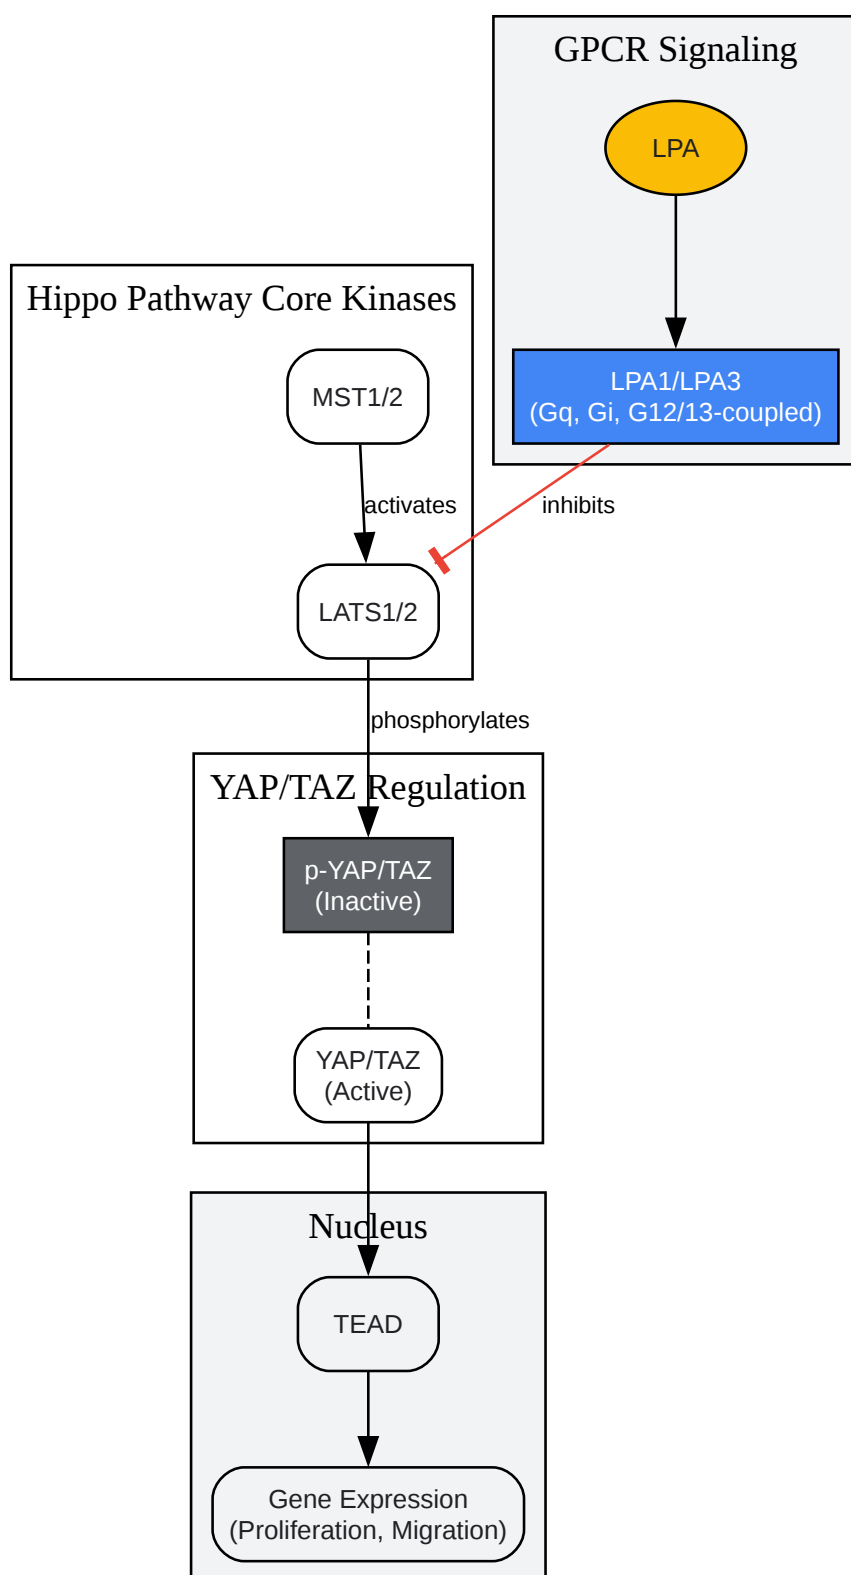 GPCR Signaling
LPA
Hippo Pathway Core Kinases
MST1/2
LPA1/LPA3
(Gq, Gi, G12/13-coupled)
activates
inhibits
LATS1/2
phosphorylates
YAP/TAZ Regulation
p-YAP/TAZ
(Inactive)
YAP/TAZ
(Active)
Nucleus
TEAD
Gene Expression
(Proliferation, Migration)